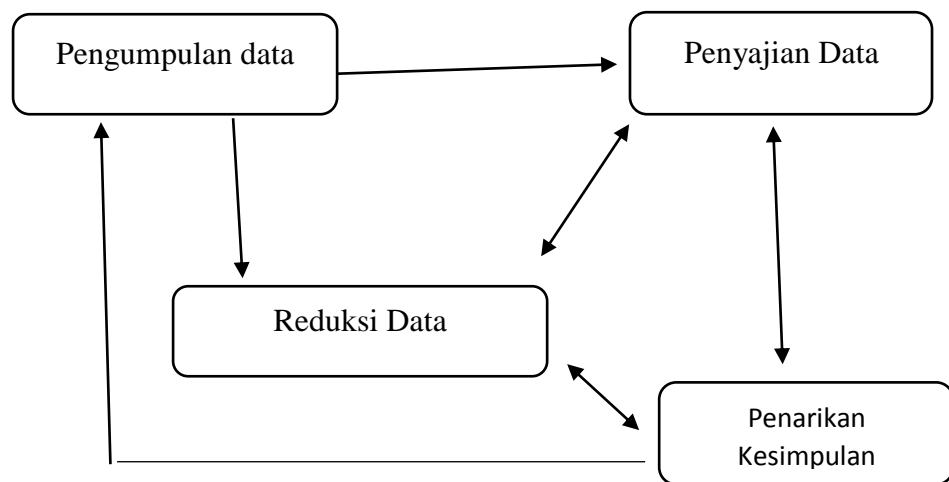 Pengumpulan data
Penyajian Data
Reduksi Data
Penarikan
Kesimpulan